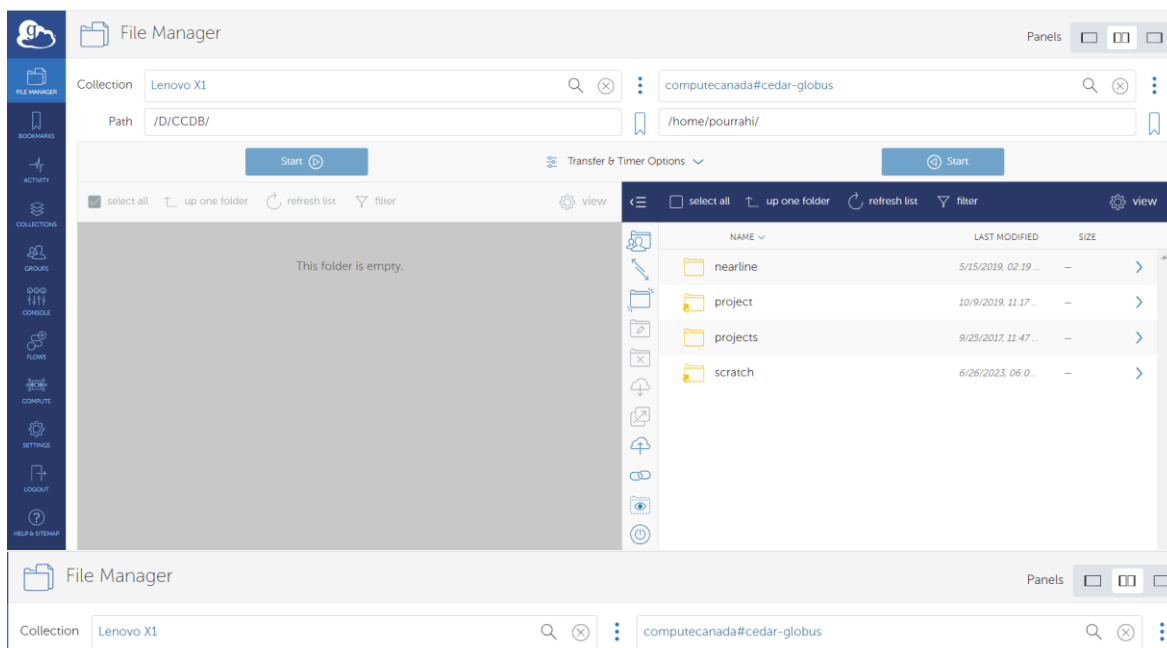 File Manager
Panels
FILE MANAGER
BOOKMARKS
ACTIVITY
COLLECTIONS
GROUPS
CONSOLE
FLOWS
COMPUTE
SETTINGS
LOGOUT
HELP & SITEMAP
Collection Lenovo X1 computecanada#cedar-globus
Path /D/CCDB/ /home/pourrahi/
Start Transfer & Timer Options Start
select all up one folder refresh list filter view
select all up one folder refresh list filter view
This folder is empty.
NAME LAST MODIFIED SIZE
nearline 5/15/2019, 02:19 ... –
project 10/9/2019, 11:17 ... –
projects 9/25/2017, 11:47 ... –
scratch 6/26/2023, 06:0... –
File Manager
Panels
Collection Lenovo X1 computecanada#cedar-globus